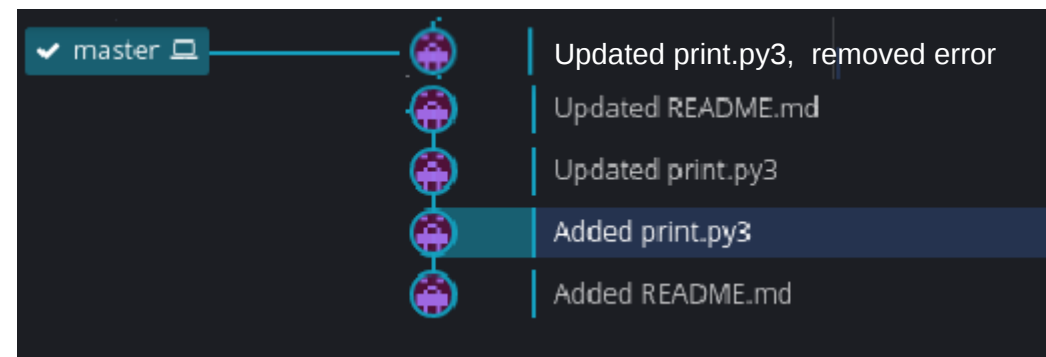 master
Updated print.py3, removed error
Updated README.md
Updated print.py3
Added print.py3
Added README.md